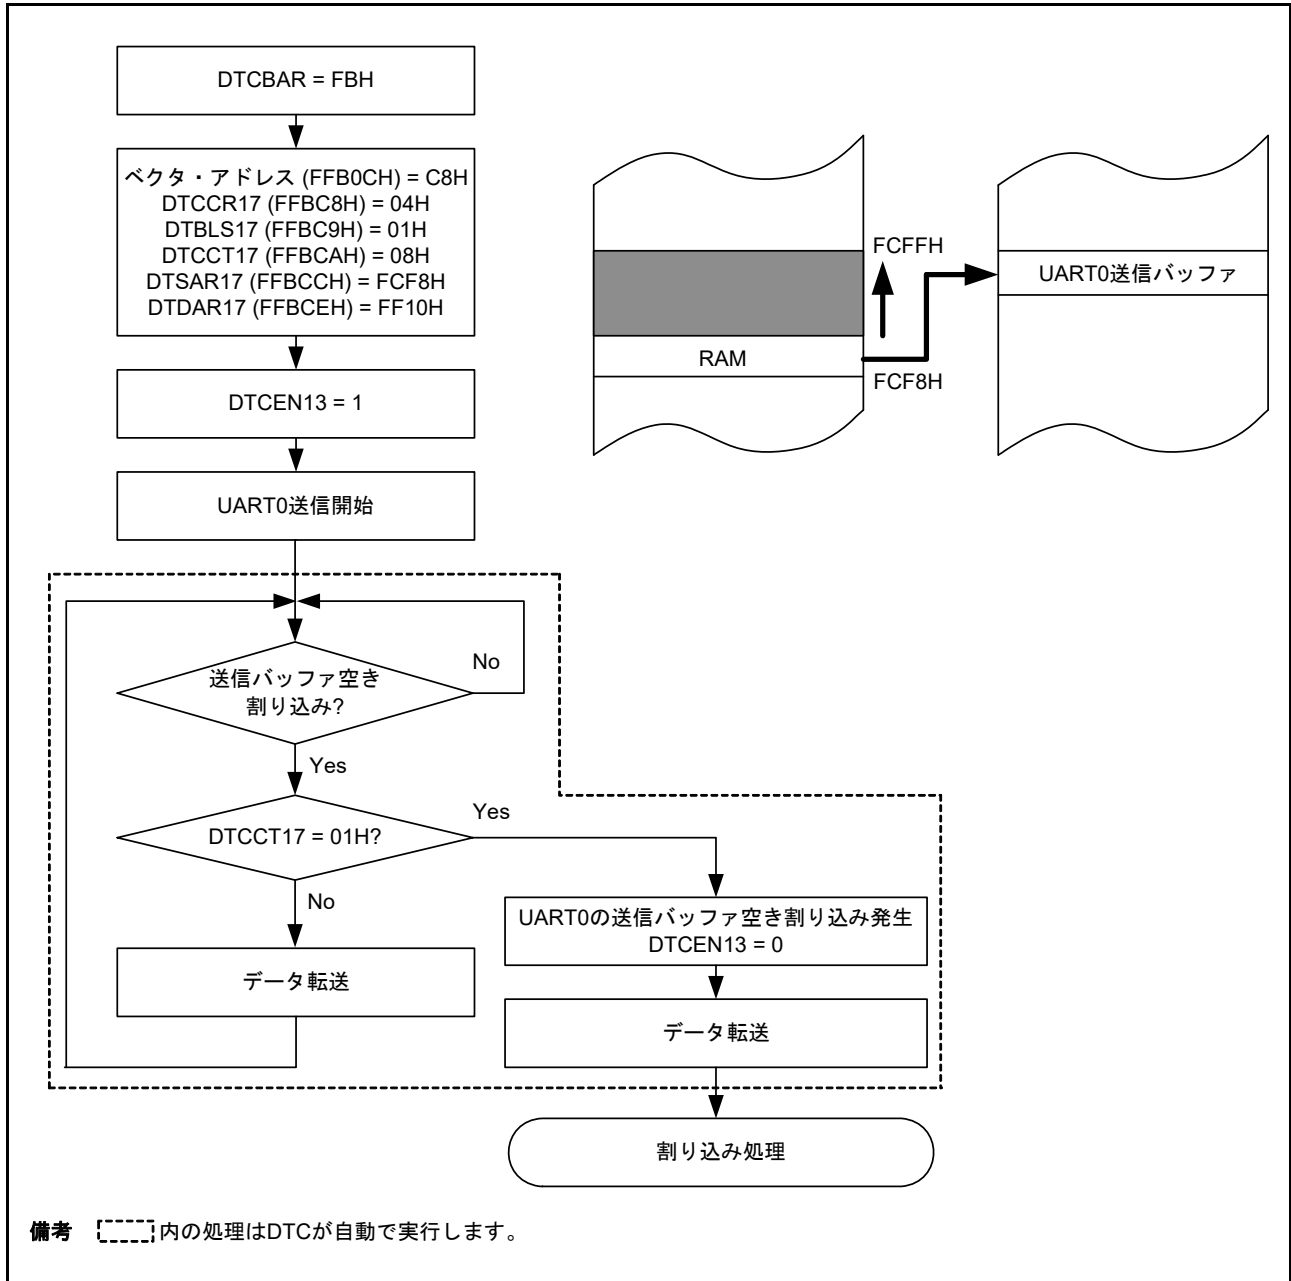 DTCBAR = FBH
ベクタ・アドレス (FFB0CH) = C8H
DTCCR17 (FFBC8H) = 04H
DTBLS17 (FFBC9H) = 01H
DTCCT17 (FFBCAH) = 08H
DTSAR17 (FFBCCH) = FCF8H
DTDAR17 (FFBCEH) = FF10H
DTCEN13 = 1
UART0送信開始
FCFFH
UART0送信バッファ
RAM
FCF8H
送信バッファ空き
割り込み?
No
Yes
DTCCT17 = 01H?
Yes
No
データ転送
UART0の送信バッファ空き割り込み発生
DTCEN13 = 0
データ転送
割り込み処理
備考 内の処理はDTCが自動で実行します。